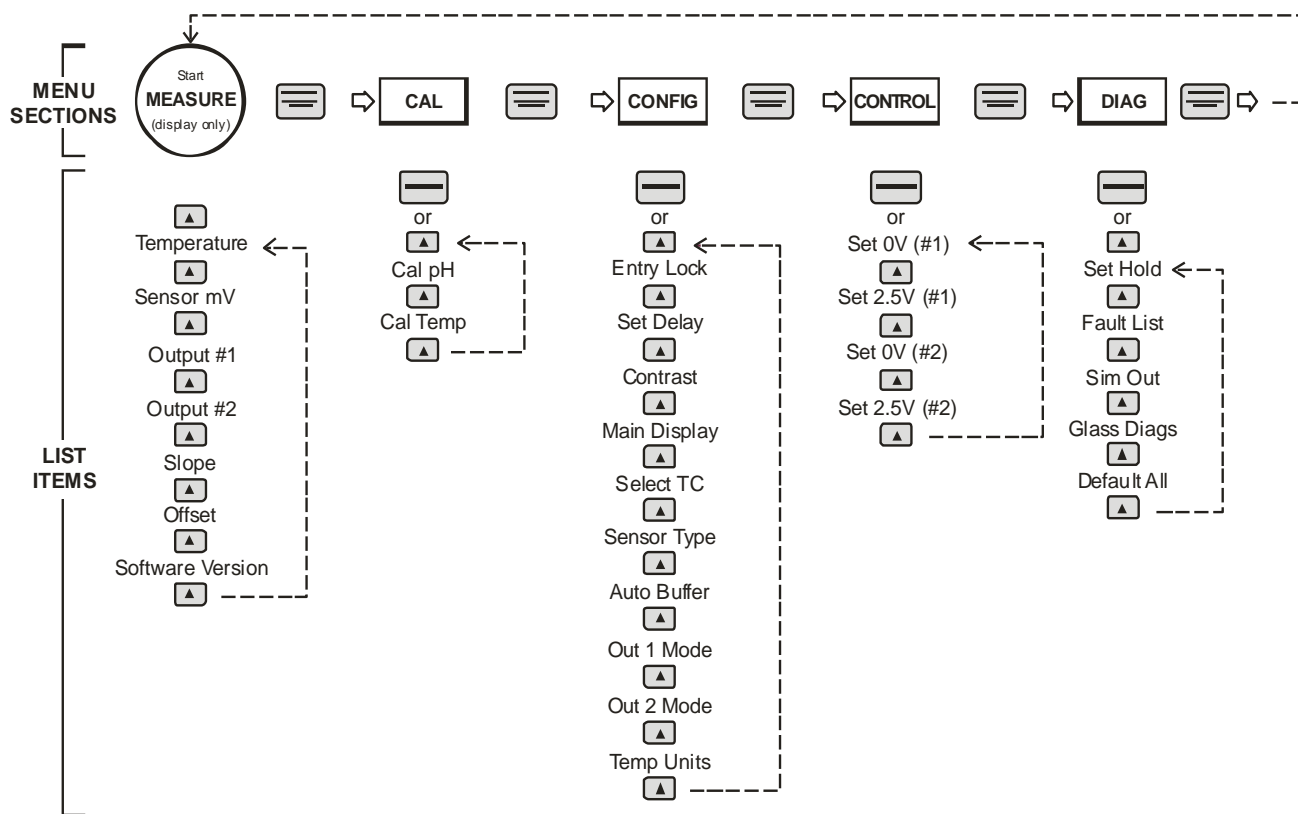 MENU
SECTIONS
Start
MEASURE
(display only)
CAL
CONFIG
CONTROL
DIAG
LIST
ITEMS
Temperature
Sensor mV
Output #1
Output #2
Slope
Offset
Software Version
or
Cal pH
Cal Temp
or
Entry Lock
Set Delay
Contrast
Main Display
Select TC
Sensor Type
Auto Buffer
Out 1 Mode
Out 2 Mode
Temp Units
or
Set 0V (#1)
Set 2.5V (#1)
Set 0V (#2)
Set 2.5V (#2)
or
Set Hold
Fault List
Sim Out
Glass Diags
Default All